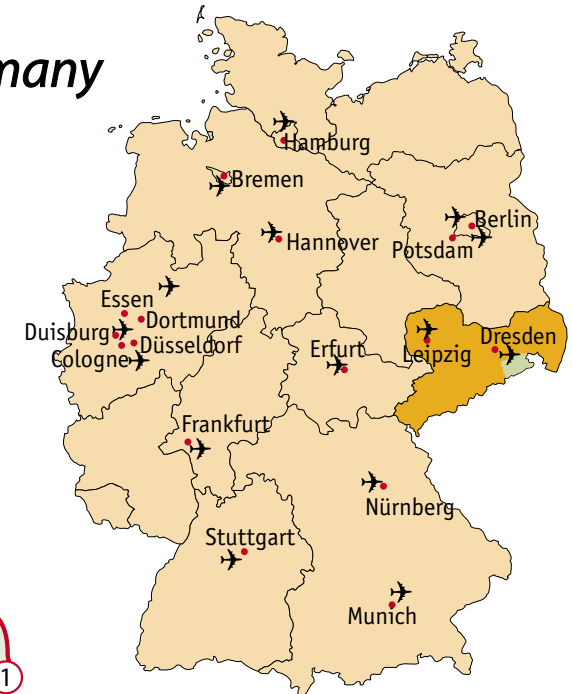 many
Hamburg
Bremen
Berlin
Hannover
Potsdam
Essen
Dortmund
Duisburg
Düsseldorf
Cologne
Dresden
Leipzig
Erfurt
Frankfurt
Nürnberg
Stuttgart
Munich
1